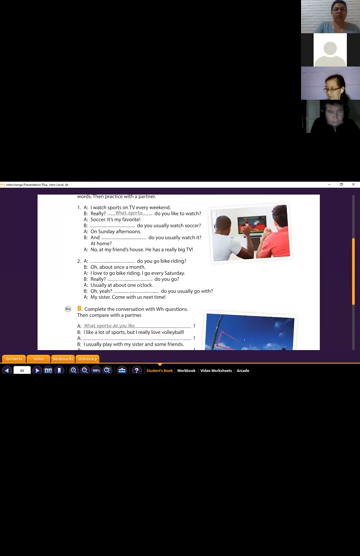 Interchange Presentation Plus, Intro Level, 4e
words. Then practice with a partner.
1. A: I watch sports on TV every weekend.
B: Really? What sports do you like to watch?
A: Soccer. It's my favorite!
B: do you usually watch soccer?
A: On Sunday afternoons.
B: And do you usually watch it?
At home?
A: No, at my friend's house. He has a really big TV!
2. A: do you go bike riding?
B: Oh, about once a month.
A: I love to go bike riding. I go every Saturday.
B: Really? do you go?
A: Usually at about one o'clock.
B: Oh, yeah? do you usually go with?
A: My sister. Come with us next time!
B Complete the conversation with Wh-questions.
Then compare with a partner.
A: What sports do you like ?
B: I like a lot of sports, but I really love volleyball!
A: ?
B: I usually play with my sister and some friends.
Contents Notes Bookmarks Dictionary
Student's Book Workbook Video Worksheets Arcade